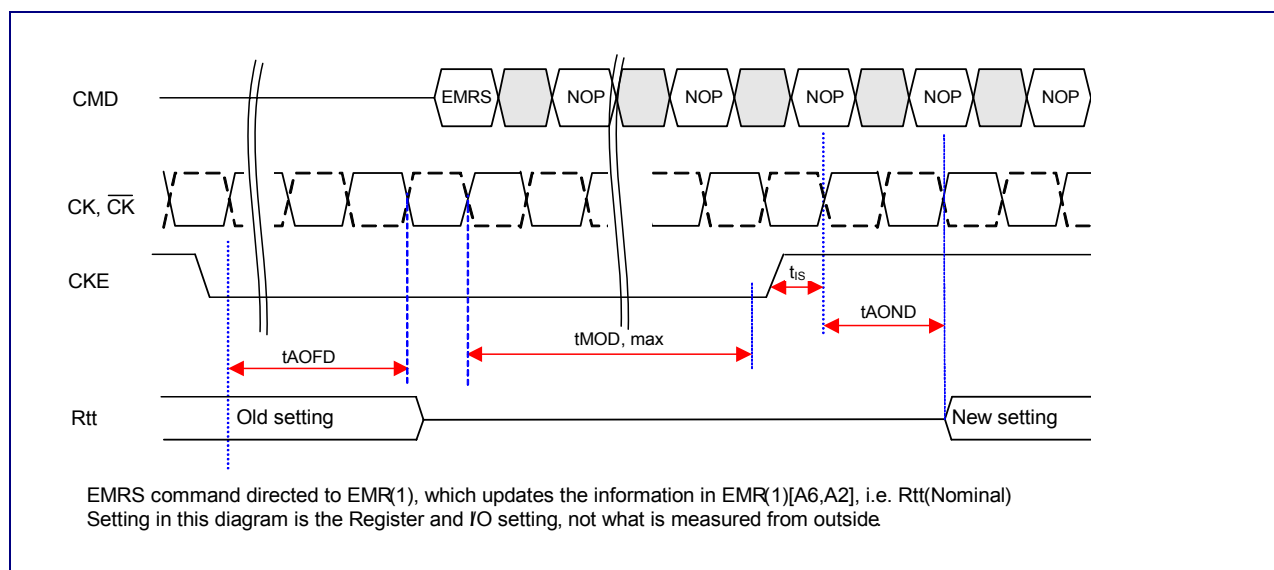 CMD
EMRS NOP NOP NOP NOP NOP
CK, C̅K̅
CKE
tIS
tAOND
tMOD, max
tAOFD
Rtt
Old setting
New setting
EMRS command directed to EMR(1), which updates the information in EMR(1)[A6,A2], i.e. Rtt(Nominal)
Setting in this diagram is the Register and I/O setting, not what is measured from outside.